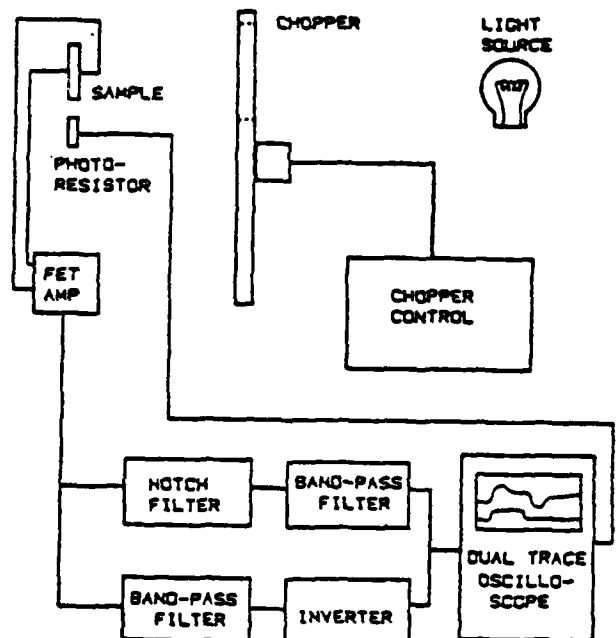 CHOPPER
LIGHT
SOURCE
SAMPLE
PHOTO-
RESISTOR
FET
AMP
CHOPPER
CONTROL
NOTCH
FILTER
BAND-PASS
FILTER
DUAL TRACE
OSCILLO-
SCOPE
BAND-PASS
FILTER
INVERTER